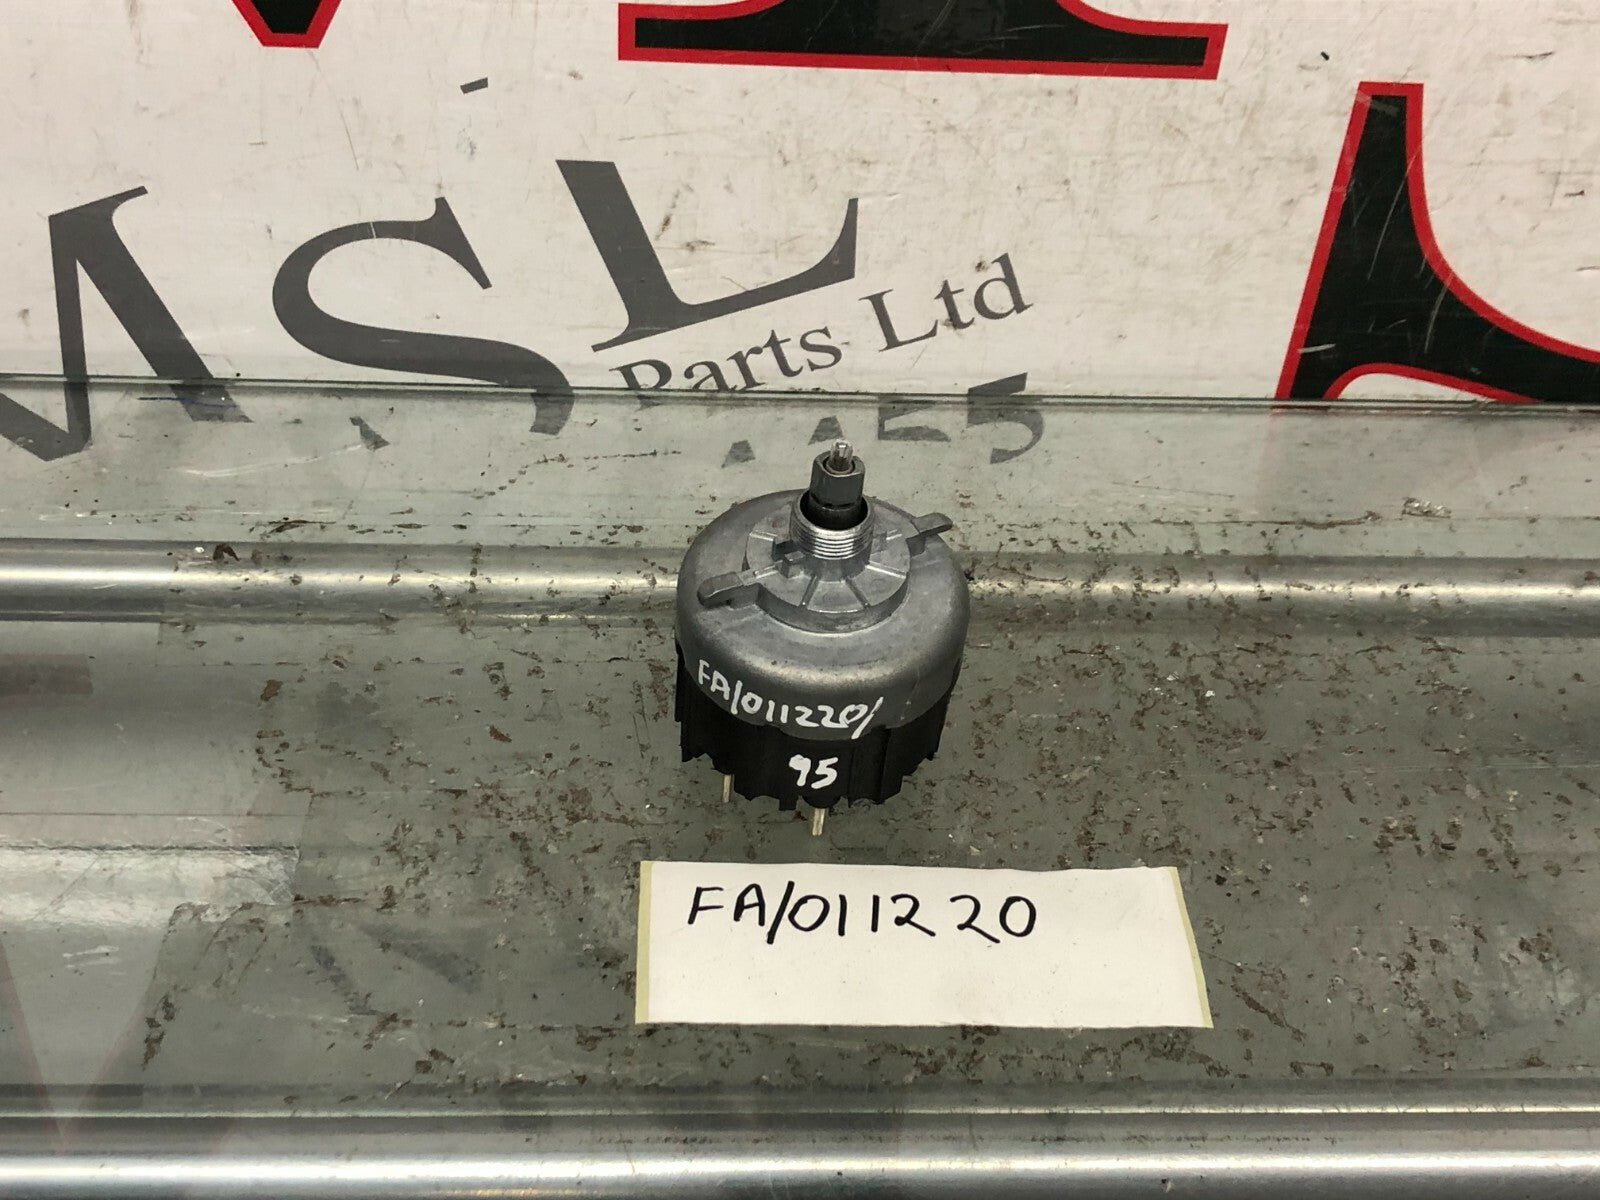 MSL
Parts Ltd
FA/011220/
95
FA/011220